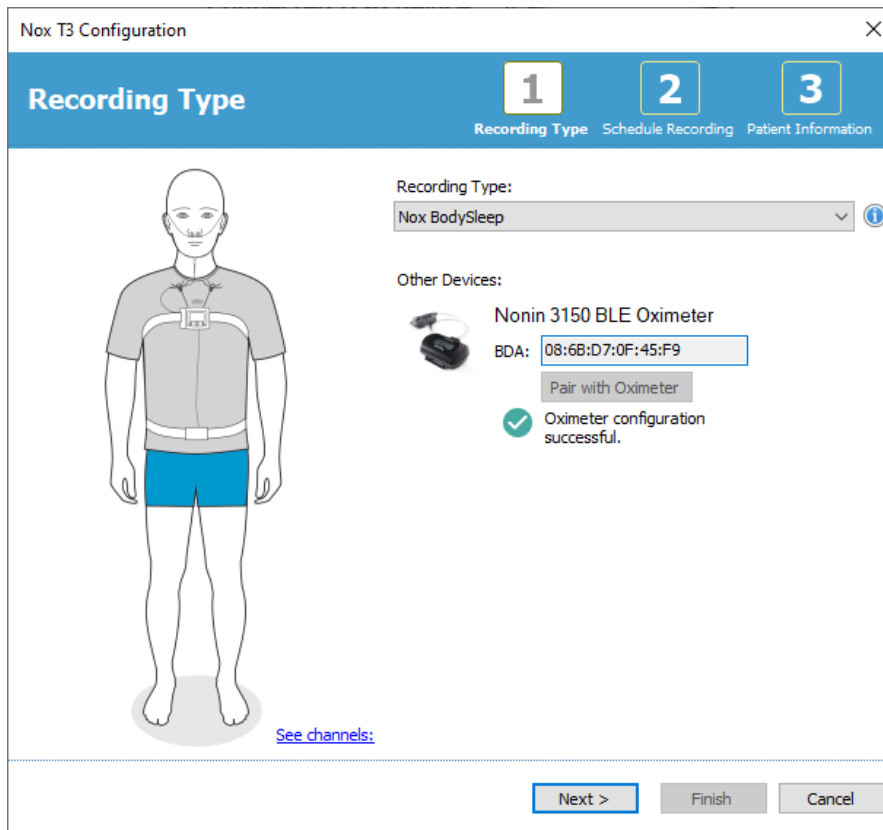 Nox T3 Configuration
Recording Type
1
Recording Type
2
Schedule Recording
3
Patient Information
Recording Type:
Nox BodySleep
Other Devices:
Nonin 3150 BLE Oximeter
BDA: 08:6B:D7:0F:45:F9
Pair with Oximeter
Oximeter configuration
successful.
See channels:
Next >
Finish
Cancel